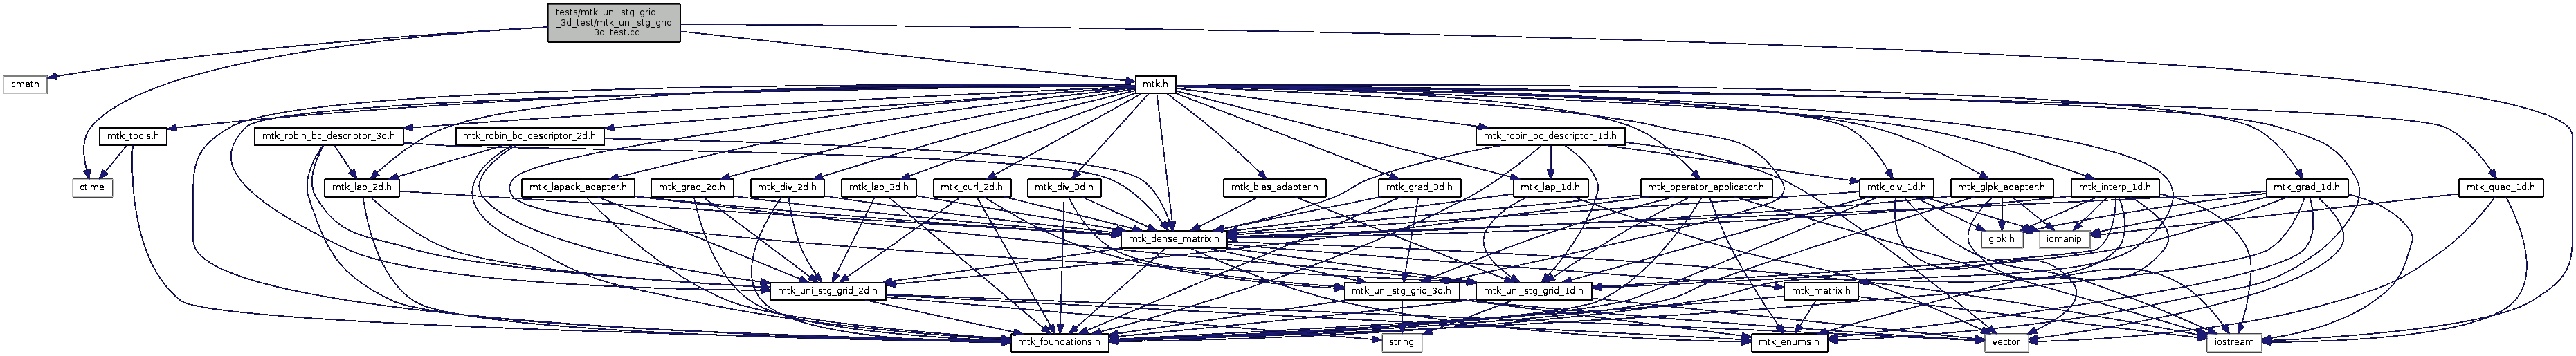 tests/mtk_uni_stg_grid
_3d_test/mtk_uni_stg_grid
_3d_test.cc
cmath
mtk.h
mtk_tools.h
mtk_robin_bc_descriptor_3d.h
mtk_robin_bc_descriptor_2d.h
mtk_robin_bc_descriptor_1d.h
ctime
mtk_lap_2d.h
mtk_lapack_adapter.h
mtk_grad_2d.h
mtk_div_2d.h
mtk_lap_3d.h
mtk_curl_2d.h
mtk_div_3d.h
mtk_blas_adapter.h
mtk_grad_3d.h
mtk_lap_1d.h
mtk_operator_applicator.h
mtk_div_1d.h
mtk_glpk_adapter.h
mtk_interp_1d.h
mtk_grad_1d.h
mtk_quad_1d.h
mtk_dense_matrix.h
glpk.h
iomanip
mtk_uni_stg_grid_2d.h
mtk_uni_stg_grid_3d.h
mtk_uni_stg_grid_1d.h
mtk_matrix.h
mtk_foundations.h
string
mtk_enums.h
vector
iostream